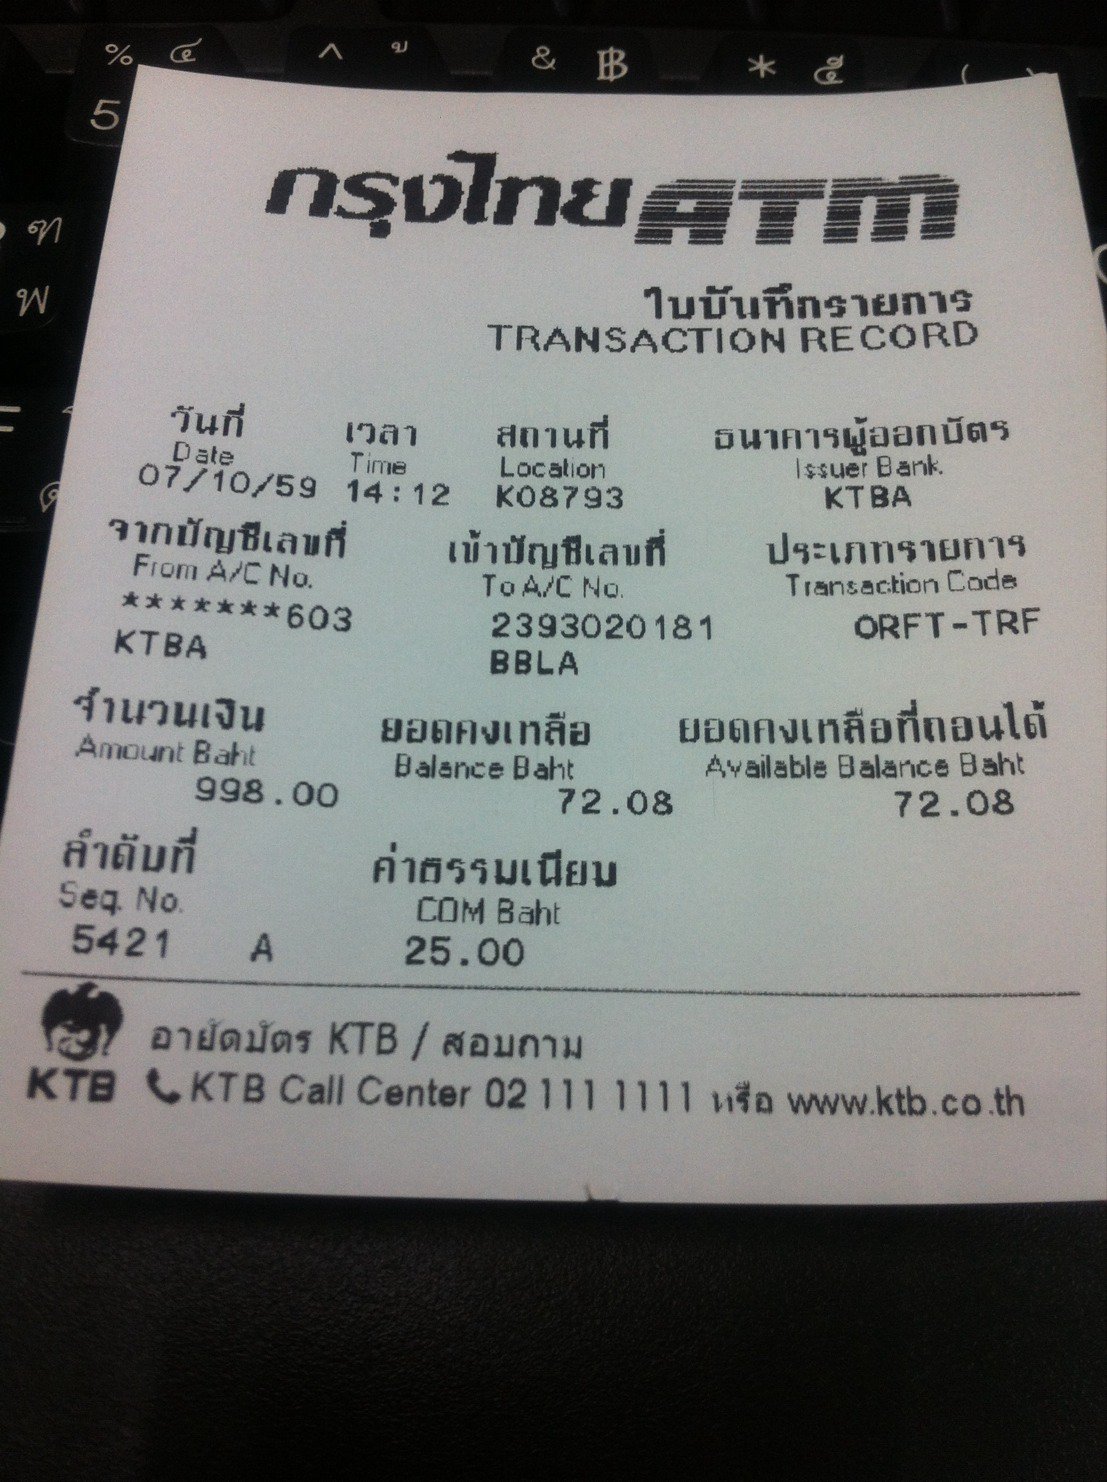 % ๔ ^ ู & ฿ * ๕ (
5
ฑ
พ
กรุงไทย ATM
ใบบันทึกรายการ
TRANSACTION RECORD
วันที่ เวลา สถานที่ ธนาคารผู้ออกบัตร
Date Time Location Issuer Bank.
07/10/59 14:12 K08793 KTBA
จากบัญชีเลขที่ เข้าบัญชีเลขที่ ประเภทรายการ
From A/C No. To A/C No. Transaction Code
*******603 2393020181 ORFT-TRF
KTBA BBLA
จำนวนเงิน ยอดคงเหลือ ยอดคงเหลือที่ถอนได้
Amount Baht Balance Baht Available Balance Baht
998.00 72.08 72.08
ลำดับที่ ค่าธรรมเนียม
Seq. No. COM Baht
5421 A 25.00
อายัดบัตร KTB / สอบถาม
KTB KTB Call Center 02 111 1111 หรือ www.ktb.co.th